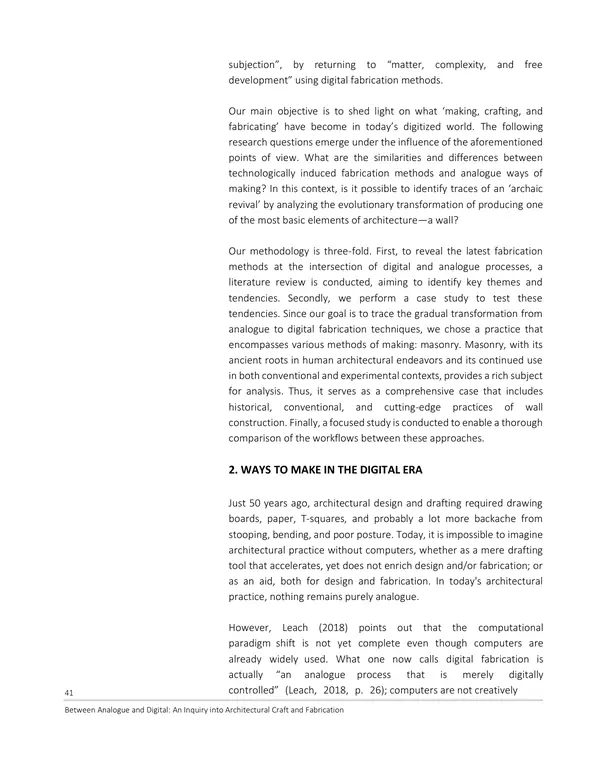 subjection”, by returning to “matter, complexity, and free
development” using digital fabrication methods.
Our main objective is to shed light on what ‘making, crafting, and
fabricating’ have become in today’s digitized world. The following
research questions emerge under the influence of the aforementioned
points of view. What are the similarities and differences between
technologically induced fabrication methods and analogue ways of
making? In this context, is it possible to identify traces of an ‘archaic
revival’ by analyzing the evolutionary transformation of producing one
of the most basic elements of architecture—a wall?
Our methodology is three-fold. First, to reveal the latest fabrication
methods at the intersection of digital and analogue processes, a
literature review is conducted, aiming to identify key themes and
tendencies. Secondly, we perform a case study to test these
tendencies. Since our goal is to trace the gradual transformation from
analogue to digital fabrication techniques, we chose a practice that
encompasses various methods of making: masonry. Masonry, with its
ancient roots in human architectural endeavors and its continued use
in both conventional and experimental contexts, provides a rich subject
for analysis. Thus, it serves as a comprehensive case that includes
historical, conventional, and cutting-edge practices of wall
construction. Finally, a focused study is conducted to enable a thorough
comparison of the workflows between these approaches.
2. WAYS TO MAKE IN THE DIGITAL ERA
Just 50 years ago, architectural design and drafting required drawing
boards, paper, T-squares, and probably a lot more backache from
stooping, bending, and poor posture. Today, it is impossible to imagine
architectural practice without computers, whether as a mere drafting
tool that accelerates, yet does not enrich design and/or fabrication; or
as an aid, both for design and fabrication. In today's architectural
practice, nothing remains purely analogue.
However, Leach (2018) points out that the computational
paradigm shift is not yet complete even though computers are
already widely used. What one now calls digital fabrication is
actually “an analogue process that is merely digitally
controlled” (Leach, 2018, p. 26); computers are not creatively
41
Between Analogue and Digital: An Inquiry into Architectural Craft and Fabrication